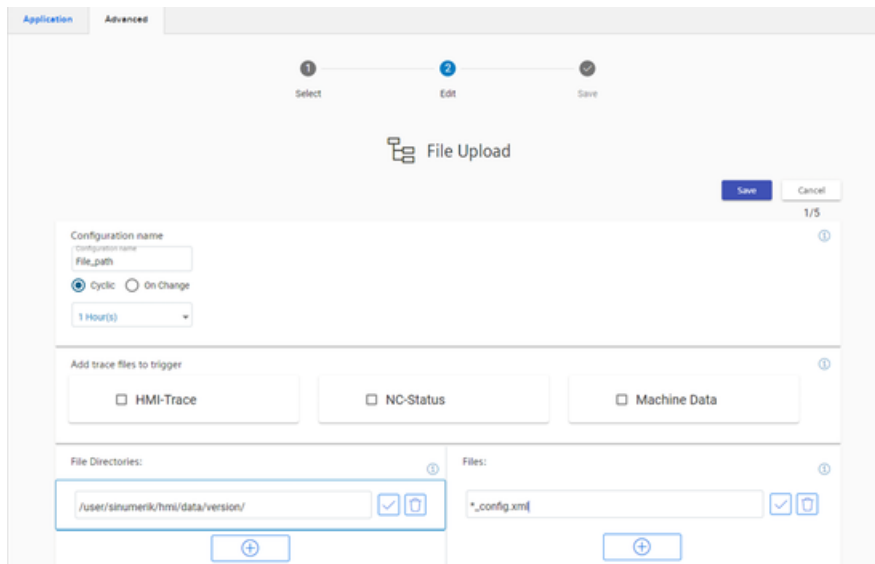 Application Advanced
1 2
Select Edit Save
File Upload
Save Cancel
1/5
Configuration name
Configuration name
File_path
Cyclic On Change
1 Hour(s)
Add trace files to trigger
HMI-Trace NC-Status Machine Data
File Directories: Files:
/user/sinumerik/hmi/data/version/ *_config.xml